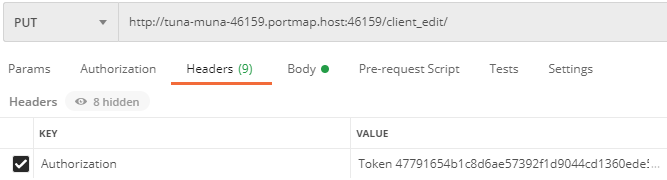 PUT http://tuna-muna-46159.portmap.host:46159/client_edit/
Params Authorization Headers (9) Body Pre-request Script Tests Settings
Headers 8 hidden
KEY VALUE
Authorization Token 47791654b1c8d6ae57392f1d9044cd1360ede5...